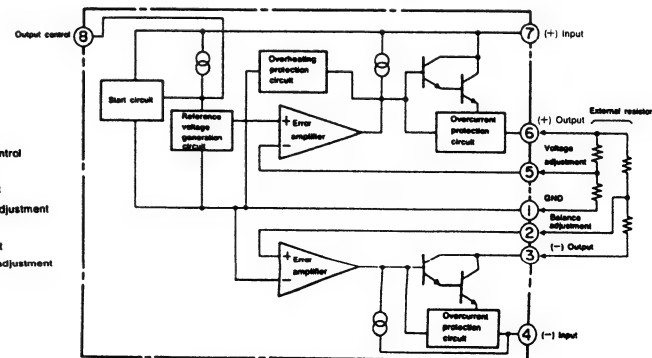 Output control
8
7
(+) Input
Overheating
protection
circuit
Start circuit
Reference
voltage
generation
circuit
+
Error
amplifier
−
Overcurrent
protection
circuit
External resistor
(+) Output
6
Voltage
adjustment
5
GND
1
Balance
adjustment
2
(−) Output
3
+
Error
amplifier
−
Overcurrent
protection
circuit
4
(−) Input
djustment
adjustment